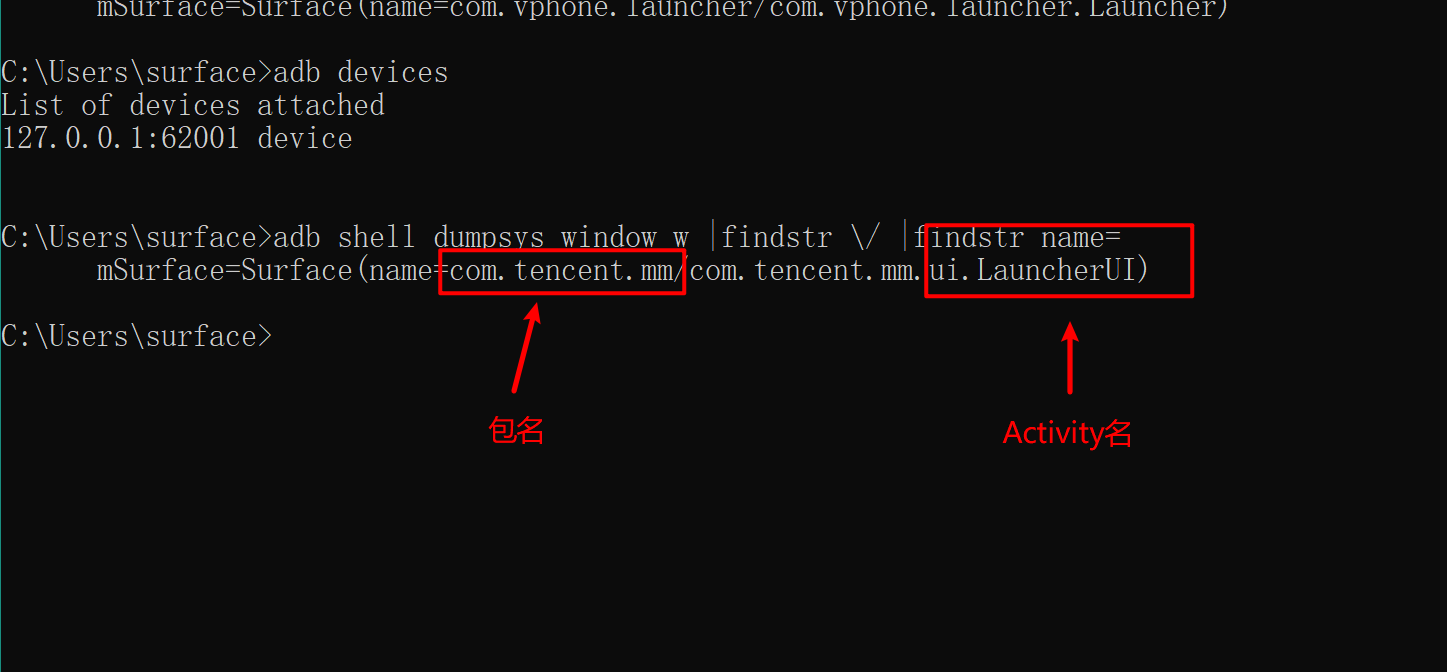 mSurface=Surface(name=com.vphone.launcher/com.vphone.launcher.Launcher)
C:\Users\surface>adb devices
List of devices attached
127.0.0.1:62001 device
C:\Users\surface>adb shell dumpsys window w |findstr \/ |findstr name=
mSurface=Surface(name=com.tencent.mm/com.tencent.mm.ui.LauncherUI)
C:\Users\surface>
包名
Activity名